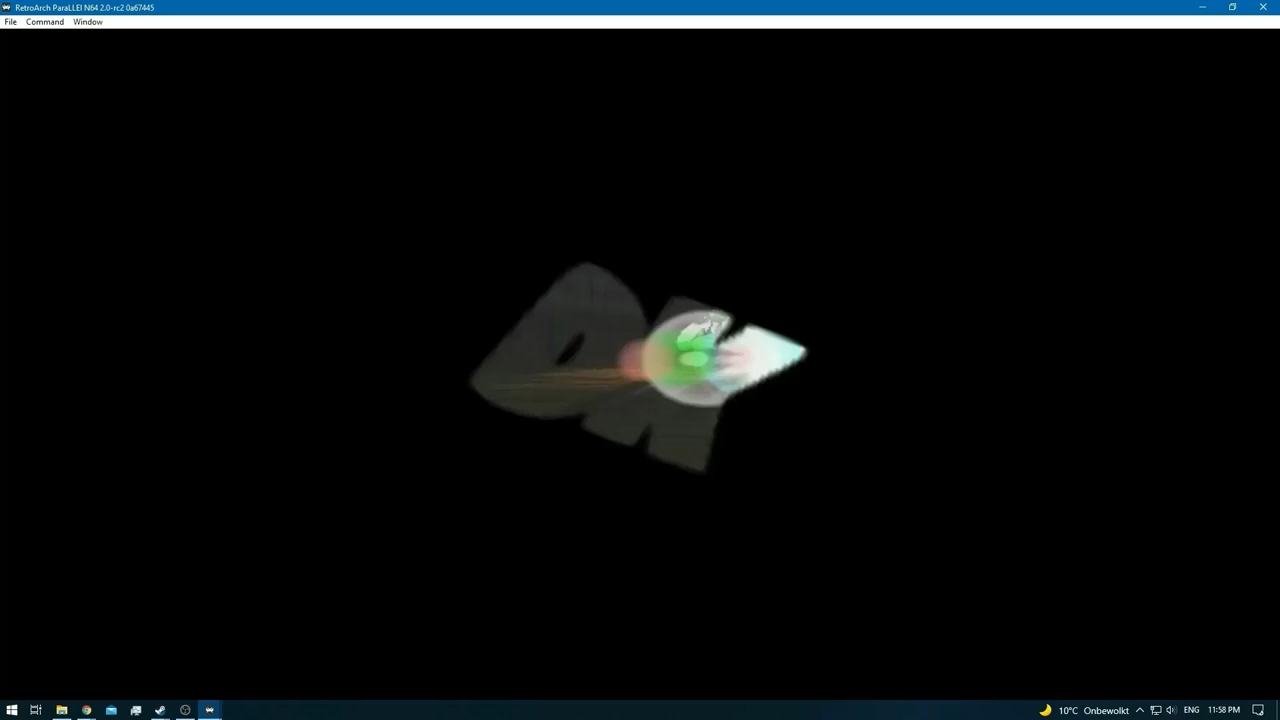 RetroArch ParaLLEl N64 2.0-rc2 0a67445
File Command Window
10°C Onbewolkt ENG 11:58 PM